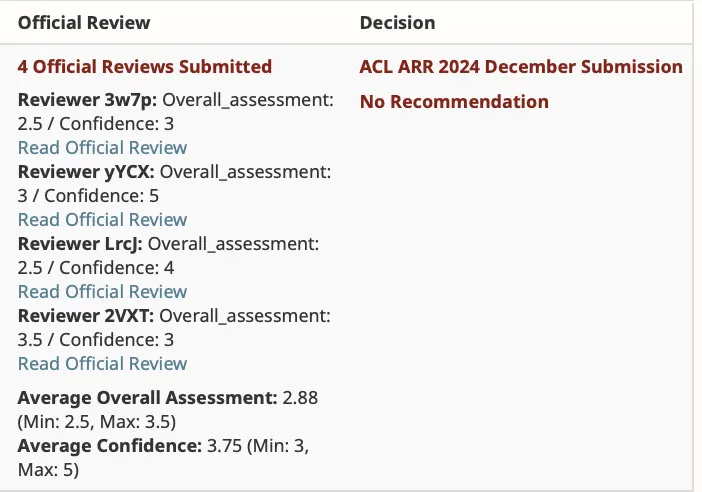 Official Review
Decision
4 Official Reviews Submitted
Reviewer 3w7p: Overall_assessment:
2.5 / Confidence: 3
Read Official Review
Reviewer yYCX: Overall_assessment:
3 / Confidence: 5
Read Official Review
Reviewer LrcJ: Overall_assessment:
2.5 / Confidence: 4
Read Official Review
Reviewer 2VXT: Overall_assessment:
3.5 / Confidence: 3
Read Official Review
Average Overall Assessment: 2.88
(Min: 2.5, Max: 3.5)
Average Confidence: 3.75 (Min: 3,
Max: 5)
ACL ARR 2024 December Submission
No Recommendation